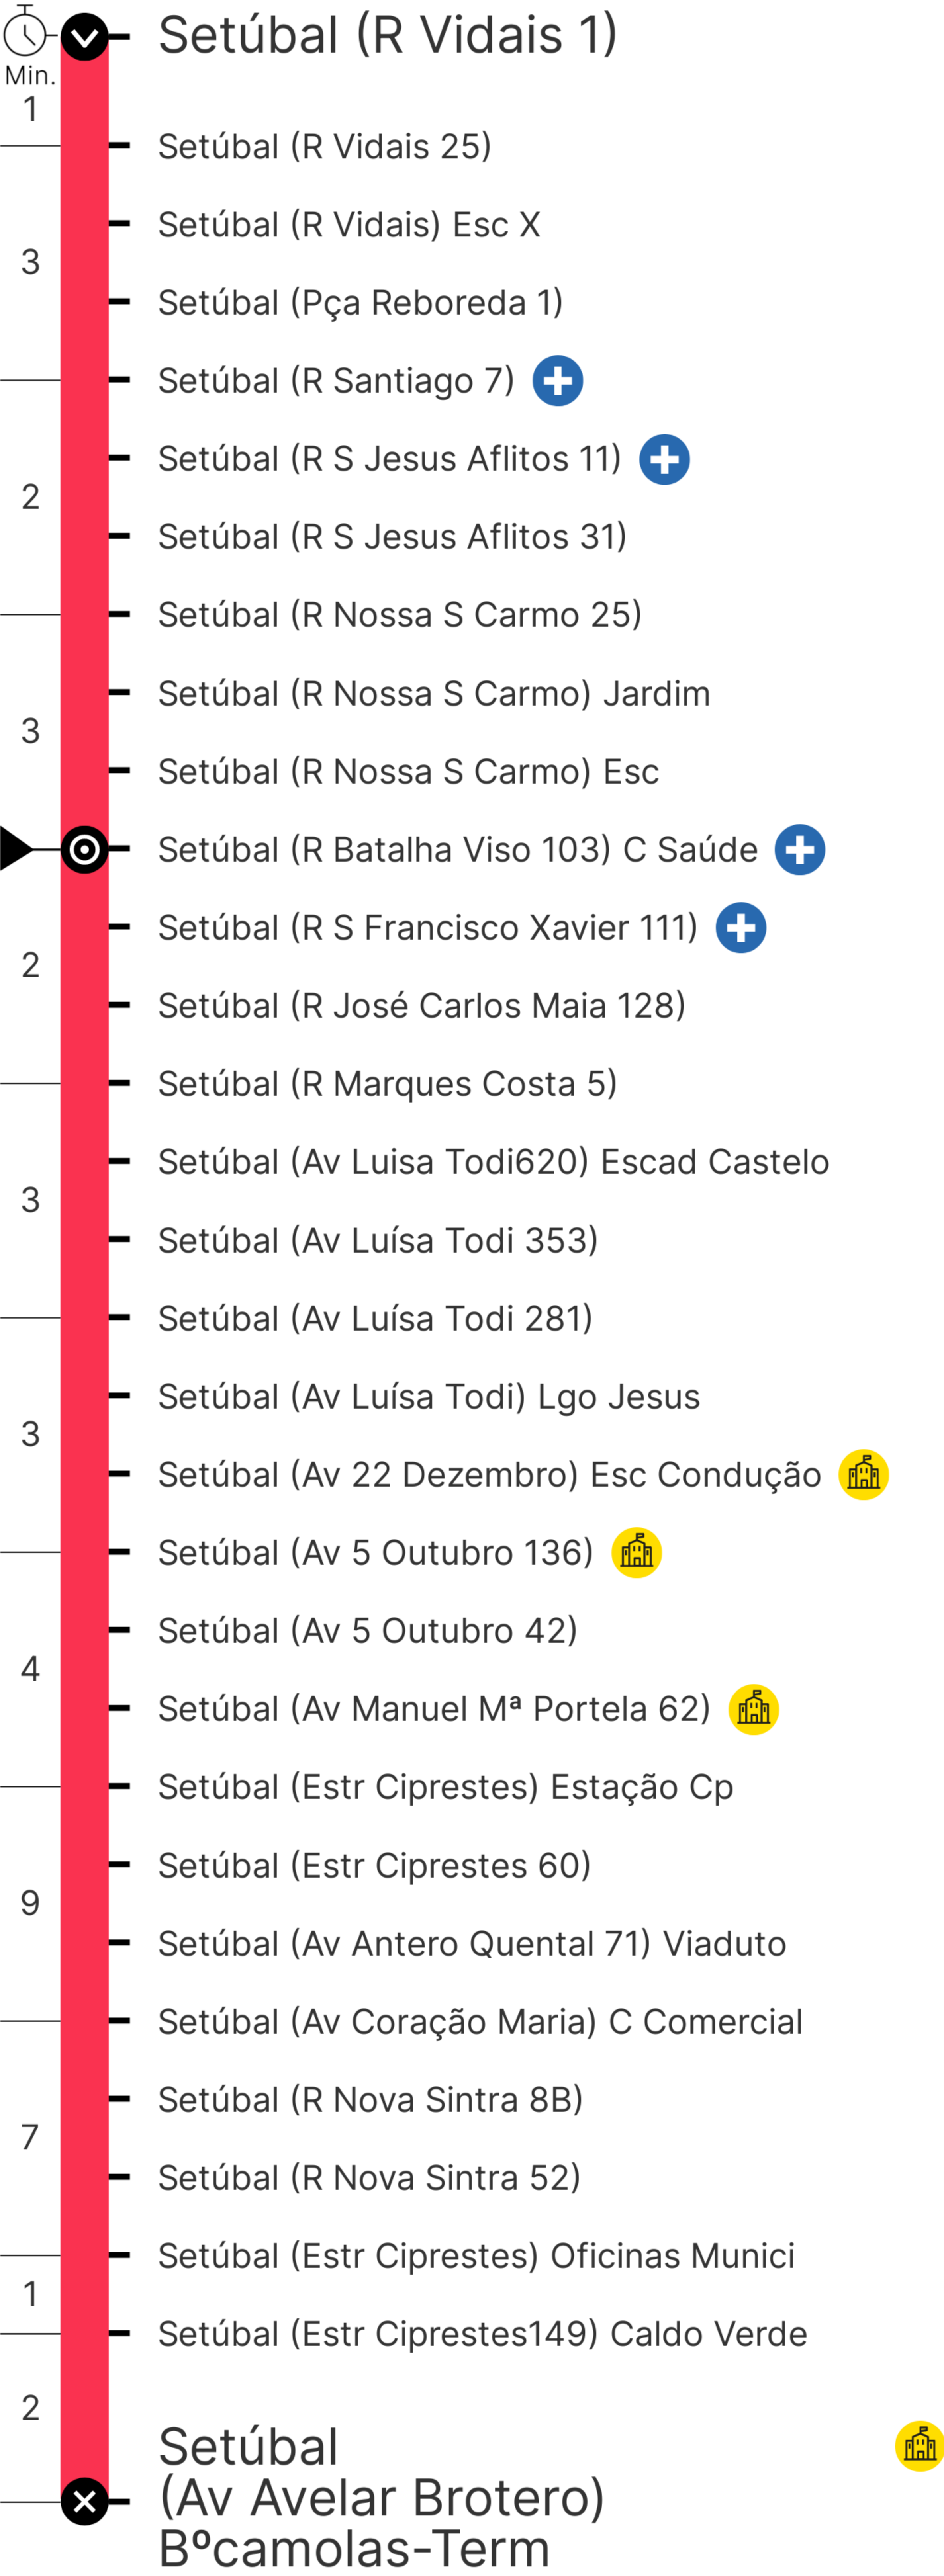 Setúbal (R Vidais 1)
Min.
1
Setúbal (R Vidais 25)
Setúbal (R Vidais) Esc X
3
Setúbal (Pça Reboreda 1)
Setúbal (R Santiago 7)
Setúbal (R S Jesus Aflitos 11)
2
Setúbal (R S Jesus Aflitos 31)
Setúbal (R Nossa S Carmo 25)
Setúbal (R Nossa S Carmo) Jardim
3
Setúbal (R Nossa S Carmo) Esc
Setúbal (R Batalha Viso 103) C Saúde
Setúbal (R S Francisco Xavier 111)
2
Setúbal (R José Carlos Maia 128)
Setúbal (R Marques Costa 5)
Setúbal (Av Luisa Todi620) Escad Castelo
3
Setúbal (Av Luísa Todi 353)
Setúbal (Av Luísa Todi 281)
Setúbal (Av Luísa Todi) Lgo Jesus
3
Setúbal (Av 22 Dezembro) Esc Condução
Setúbal (Av 5 Outubro 136)
Setúbal (Av 5 Outubro 42)
4
Setúbal (Av Manuel Mª Portela 62)
Setúbal (Estr Ciprestes) Estação Cp
Setúbal (Estr Ciprestes 60)
9
Setúbal (Av Antero Quental 71) Viaduto
Setúbal (Av Coração Maria) C Comercial
Setúbal (R Nova Sintra 8B)
7
Setúbal (R Nova Sintra 52)
Setúbal (Estr Ciprestes) Oficinas Munici
1
Setúbal (Estr Ciprestes149) Caldo Verde
2
Setúbal
(Av Avelar Brotero)
Bºcamolas-Term